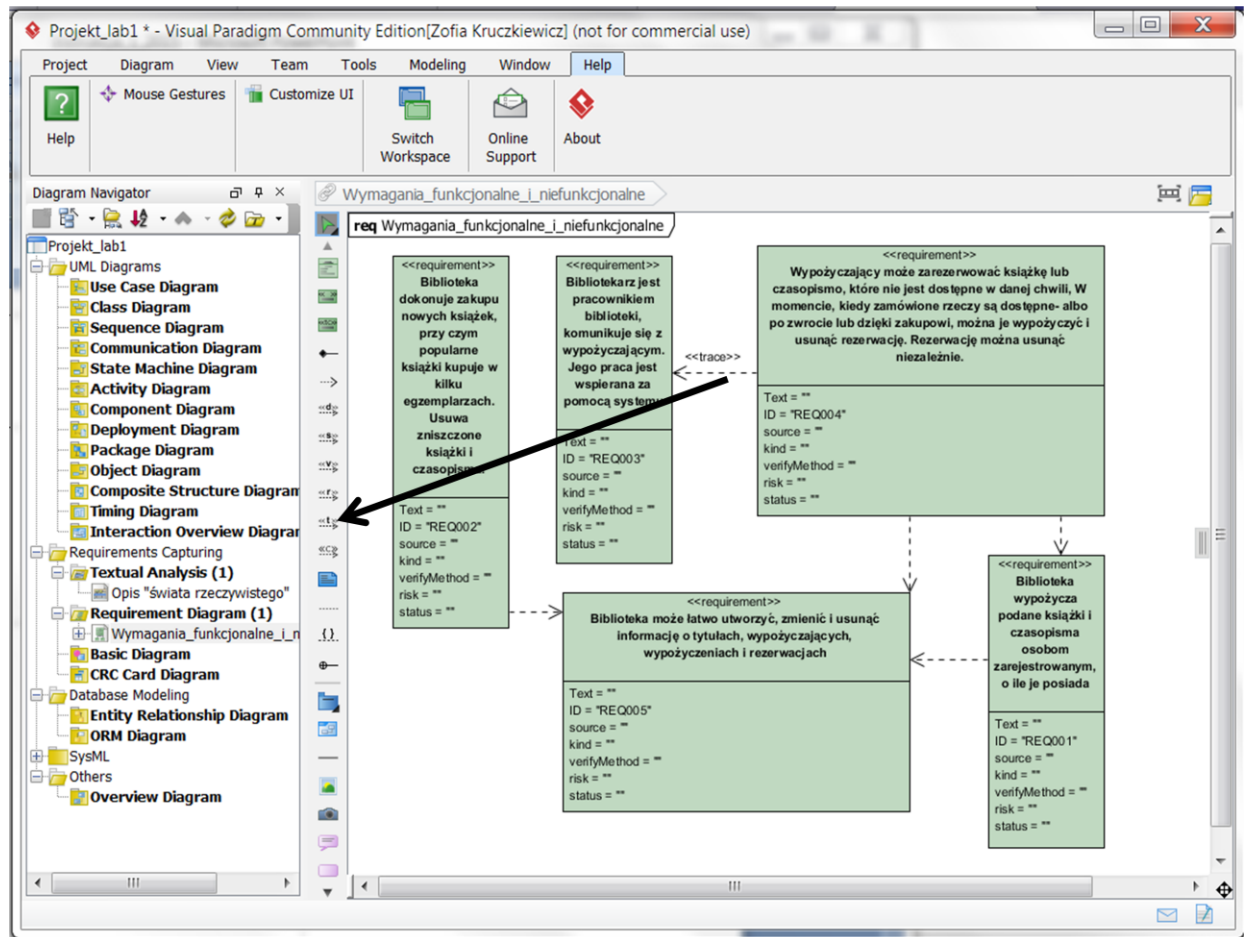 Projekt_lab1 * - Visual Paradigm Community Edition[Zofia Kruczkiewicz] (not for commercial use)
Project Diagram View Team Tools Modeling Window Help
Mouse Gestures Customize UI
Help
Switch
Workspace
Online
Support
About
Diagram Navigator
Projekt_lab1
UML Diagrams
Use Case Diagram
Class Diagram
Sequence Diagram
Communication Diagram
State Machine Diagram
Activity Diagram
Component Diagram
Deployment Diagram
Package Diagram
Object Diagram
Composite Structure Diagram
Timing Diagram
Interaction Overview Diagrar
Requirements Capturing
Textual Analysis (1)
Opis "świata rzeczywistego"
Requirement Diagram (1)
Wymagania_funkcjonalne_i_n
Basic Diagram
CRC Card Diagram
Database Modeling
Entity Relationship Diagram
ORM Diagram
SysML
Others
Overview Diagram
Wymagania_funkcjonalne_i_niefunkcjonalne
«d»
«s»
«v»
«r»
«t»
«c»
req Wymagania_funkcjonalne_i_niefunkcjonalne
<<requirement>>
Biblioteka
dokonuje zakupu
nowych książek,
przy czym
popularne
książki kupuje w
kilku
egzemplarzach.
Usuwa
zniszczone
książki i
czasopisma.
Text = ""
ID = "REQ002"
source = ""
kind = ""
verifyMethod = ""
risk = ""
status = ""
<<requirement>>
Bibliotekarz jest
pracownikiem
biblioteki,
komunikuje się z
wypożyczającym.
Jego praca jest
wspierana za
pomocą systemu
Text = ""
ID = "REQ003"
source = ""
kind = ""
verifyMethod = ""
risk = ""
status = ""
<<trace>>
<<requirement>>
Wypożyczający może zarezerwować książkę lub
czasopismo, które nie jest dostępne w danej chwili, W
momencie, kiedy zamówione rzeczy są dostępne- albo
po zwrocie lub dzięki zakupowi, można je wypożyczyć i
usunąć rezerwację. Rezerwację można usunąć
niezależnie.
Text = ""
ID = "REQ004"
source = ""
kind = ""
verifyMethod = ""
risk = ""
status = ""
<<requirement>>
Biblioteka może łatwo utworzyć, zmienić i usunąć
informację o tytułach, wypożyczających,
wypożyczeniach i rezerwacjach
Text = ""
ID = "REQ005"
source = ""
kind = ""
verifyMethod = ""
risk = ""
status = ""
<<requirement>>
Biblioteka
wypożycza
podane książki i
czasopisma
osobom
zarejestrowanym,
o ile je posiada
Text = ""
ID = "REQ001"
source = ""
kind = ""
verifyMethod = ""
risk = ""
status = ""